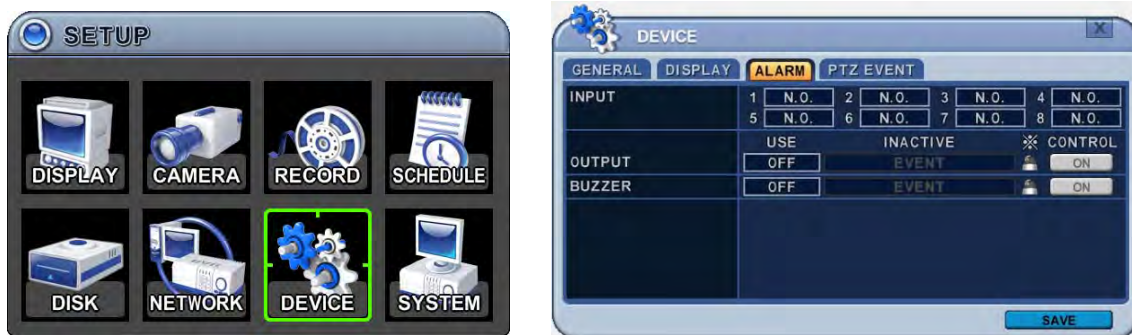 SETUP
DISPLAY CAMERA RECORD SCHEDULE
DISK NETWORK DEVICE SYSTEM
DEVICE X
GENERAL DISPLAY ALARM PTZ EVENT
INPUT 1 N.O. 2 N.O. 3 N.O. 4 N.O.
5 N.O. 6 N.O. 7 N.O. 8 N.O.
USE INACTIVE ※ CONTROL
OUTPUT OFF EVENT ON
BUZZER OFF EVENT ON
SAVE